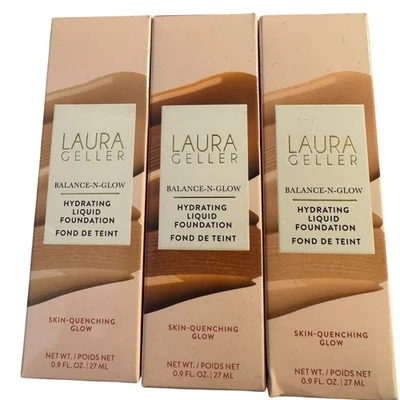 LAURA
GELLER
BALANCE-N-GLOW
HYDRATING
LIQUID
FOUNDATION
FOND DE TEINT
SKIN-QUENCHING
GLOW
NET WT. / POIDS NET
0.9 FL. OZ. | 27 ML
LAURA
GELLER
BALANCE-N-GLOW
HYDRATING
LIQUID
FOUNDATION
FOND DE TEINT
SKIN-QUENCHING
GLOW
NET WT. / POIDS NET
0.9 FL. OZ. | 27 ML
LAURA
GELLER
BALANCE-N-GLOW
HYDRATING
LIQUID
FOUNDATION
FOND DE TEINT
SKIN-QUENCHING
GLOW
NET WT. / POIDS NET
0.9 FL. OZ. | 27 ML